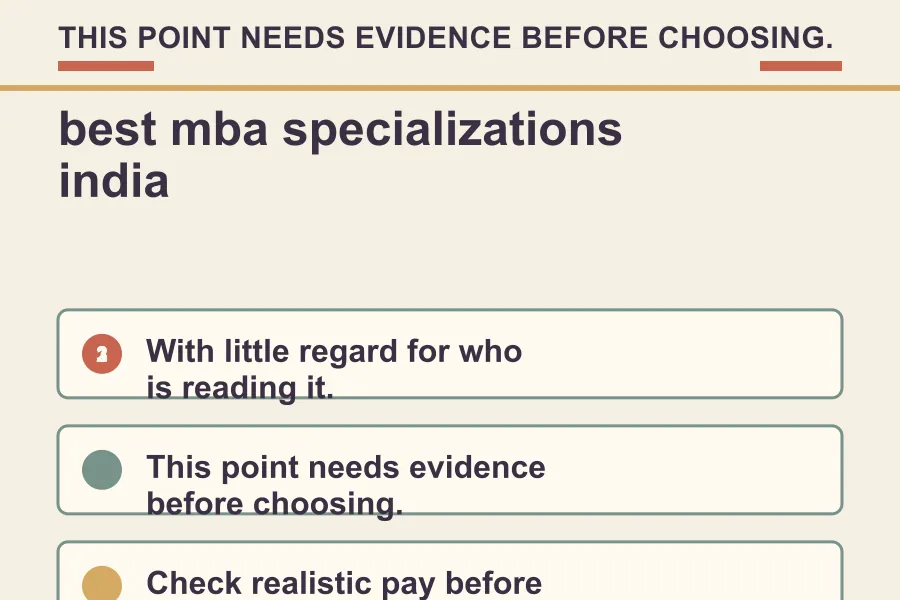 THIS POINT NEEDS EVIDENCE BEFORE CHOOSING.
best mba specializations
india
With little regard for who
is reading it.
This point needs evidence
before choosing.
Check realistic pay before